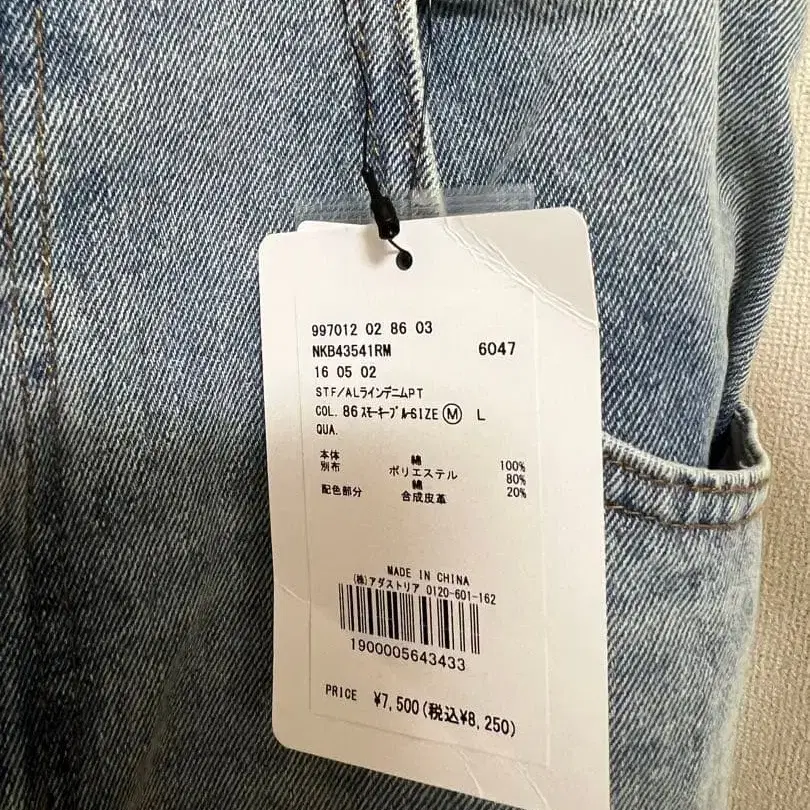 997012 02 86 03
NKB43541RM 6047
16 05 02
STF/ALラインデニムPT
COL. 86 スモーキーブルーSIZE Ⓜ L
QUA.
本体 綿 100%
別布 ポリエステル 80%
綿 20%
配色部分 合成皮革
MADE IN CHINA
(株)アダストリア 0120-601-162
1900005643433
PRICE ¥7,500(税込¥8,250)